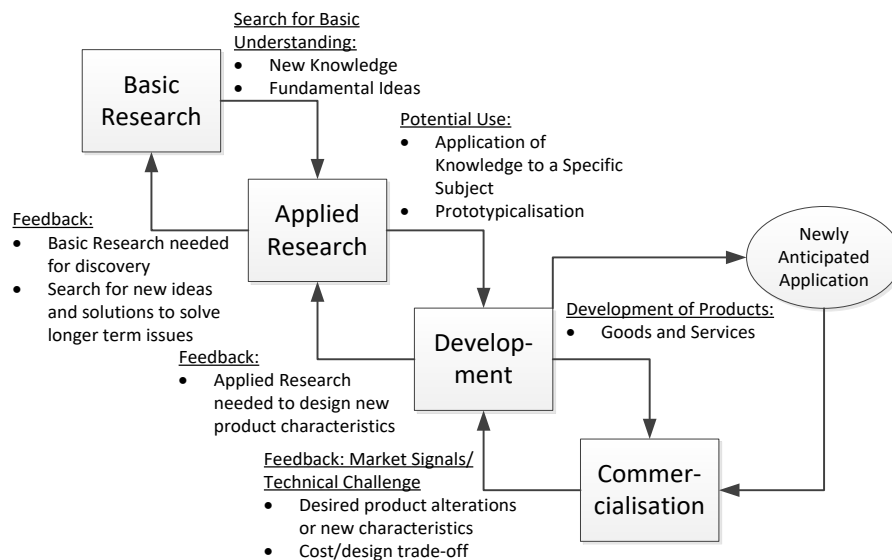 Search for Basic
Understanding:
• New Knowledge
• Fundamental Ideas
Basic
Research
Potential Use:
• Application of
Knowledge to a Specific
Subject
• Prototypicalisation
Applied
Research
Feedback:
• Basic Research needed
for discovery
• Search for new ideas
and solutions to solve
longer term issues
Newly
Anticipated
Application
Development of Products:
• Goods and Services
Develop-
ment
Feedback:
• Applied Research
needed to design new
product characteristics
Commer-
cialisation
Feedback: Market Signals/
Technical Challenge
• Desired product alterations
or new characteristics
• Cost/design trade-off